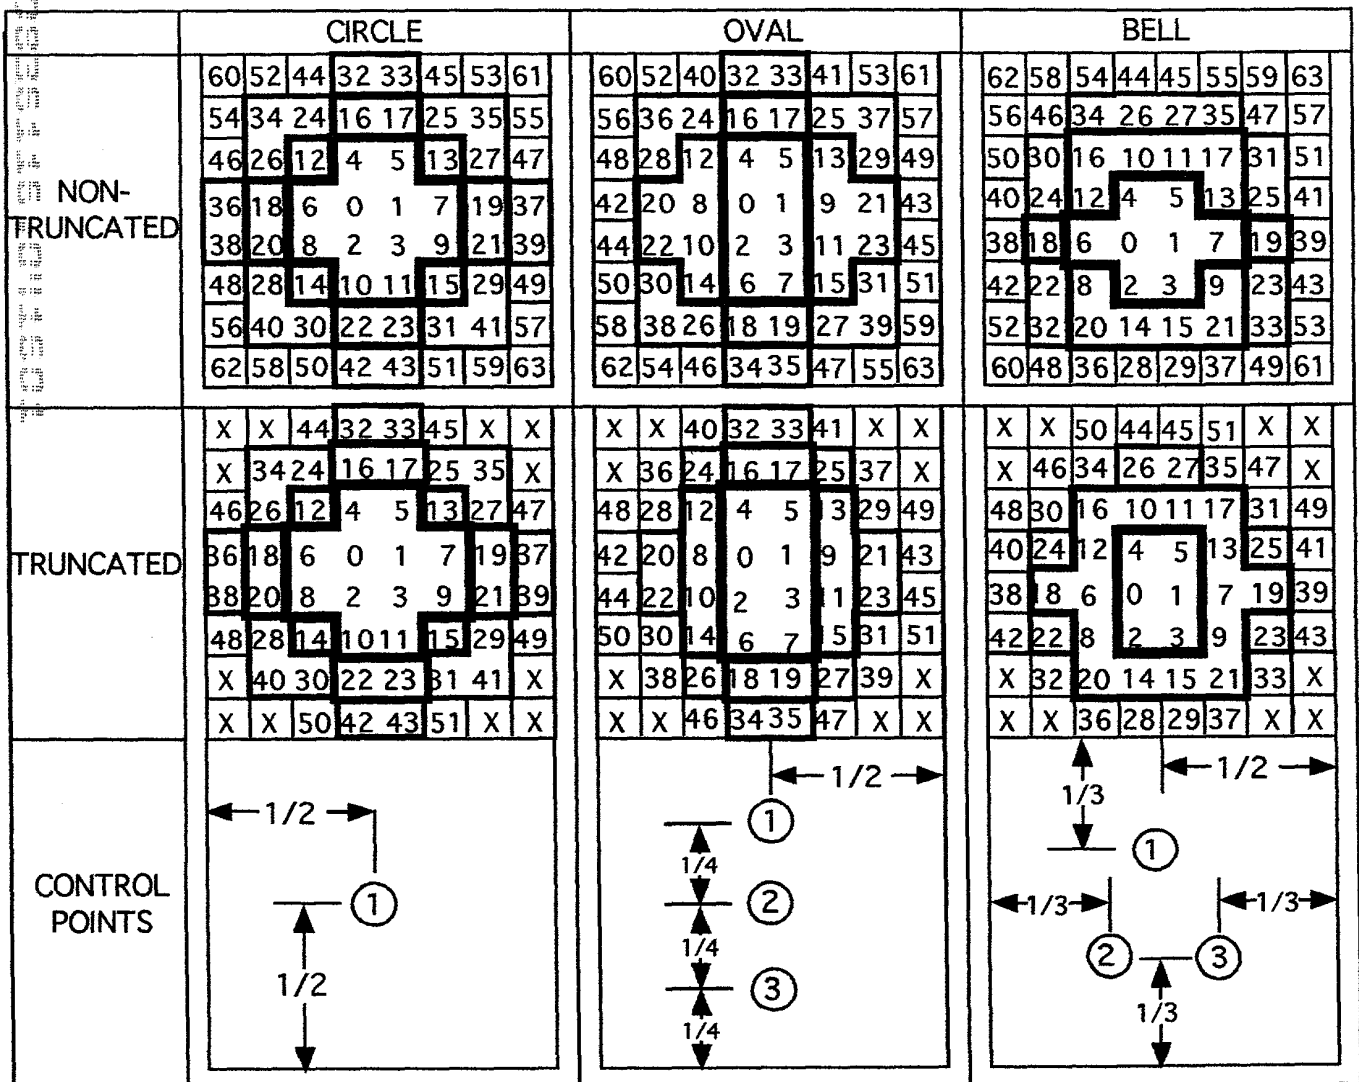 CIRCLE OVAL BELL
NON-TRUNCATED
60 52 44 32 33 45 53 61 60 52 40 32 33 41 53 61 62 58 54 44 45 55 59 63
54 34 24 16 17 25 35 55 56 36 24 16 17 25 37 57 56 46 34 26 27 35 47 57
46 26 12 4 5 13 27 47 48 28 12 4 5 13 29 49 50 30 16 10 11 17 31 51
36 18 6 0 1 7 19 37 42 20 8 0 1 9 21 43 40 24 12 4 5 13 25 41
38 20 8 2 3 9 21 39 44 22 10 2 3 11 23 45 38 18 6 0 1 7 19 39
48 28 14 10 11 15 29 49 50 30 14 6 7 15 31 51 42 22 8 2 3 9 23 43
56 40 30 22 23 31 41 57 58 38 26 18 19 27 39 59 52 32 20 14 15 21 33 53
62 58 50 42 43 51 59 63 62 54 46 34 35 47 55 63 60 48 36 28 29 37 49 61
TRUNCATED
X X 44 32 33 45 X X X X 40 32 33 41 X X X X 50 44 45 51 X X
X 34 24 16 17 25 35 X X 36 24 16 17 25 37 X X 46 34 26 27 35 47 X
46 26 12 4 5 13 27 47 48 28 12 4 5 13 29 49 48 30 16 10 11 17 31 49
36 18 6 0 1 7 19 37 42 20 8 0 1 9 21 43 40 24 12 4 5 13 25 41
38 20 8 2 3 9 21 39 44 22 10 2 3 11 23 45 38 18 6 0 1 7 19 39
48 28 14 10 11 15 29 49 50 30 14 6 7 15 31 51 42 22 8 2 3 9 23 43
X 40 30 22 23 31 41 X X 38 26 18 19 27 39 X X 32 20 14 15 21 33 X
X X 50 42 43 51 X X X X 46 34 35 47 X X X X 36 28 29 37 X X
CONTROL
POINTS
1/2
1
1/2
1/2
1
1/4
2
1/4
3
1/4
1/2
1/3
1
1/3 1/3
2 3
1/3